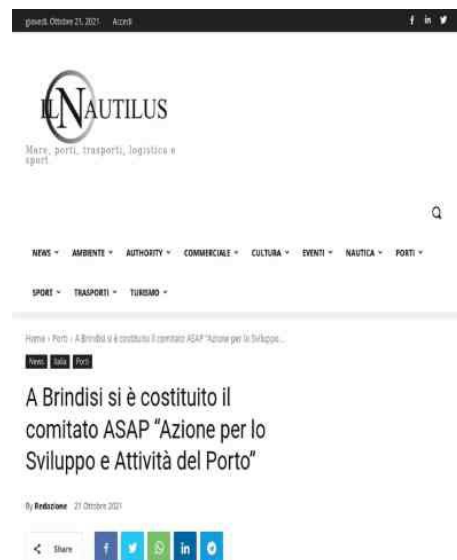 giovedì, Ottobre 21, 2021 Accedi
IL NAUTILUS
Mare, porti, trasporti, logistica e
sport
NEWS AMBIENTE AUTHORITY COMMERCIALE CULTURA EVENTI NAUTICA PORTI
SPORT TRASPORTI TURISMO
Home › Porti › A Brindisi si è costituito il comitato ASAP "Azione per lo Sviluppo...
News Italia Porti
A Brindisi si è costituito il
comitato ASAP “Azione per lo
Sviluppo e Attività del Porto”
By Redazione 21 Ottobre 2021
Share